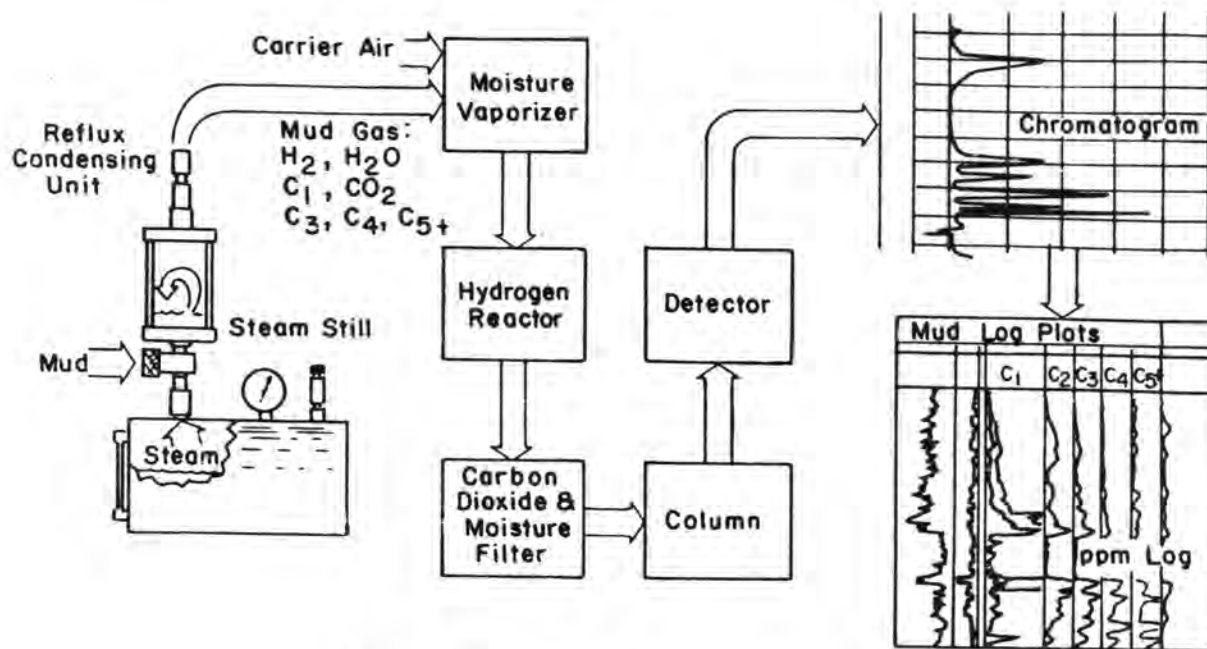 Carrier Air
Moisture
Vaporizer
Reflux
Condensing
Unit
Mud Gas:
H₂, H₂O
C₁, CO₂
C₃, C₄, C₅₊
Steam Still
Mud
Steam
Hydrogen
Reactor
Carbon
Dioxide &
Moisture
Filter
Column
Detector
Chromatogram
Mud Log Plots
C₁ C₂ C₃ C₄ C₅₊
ppm Log